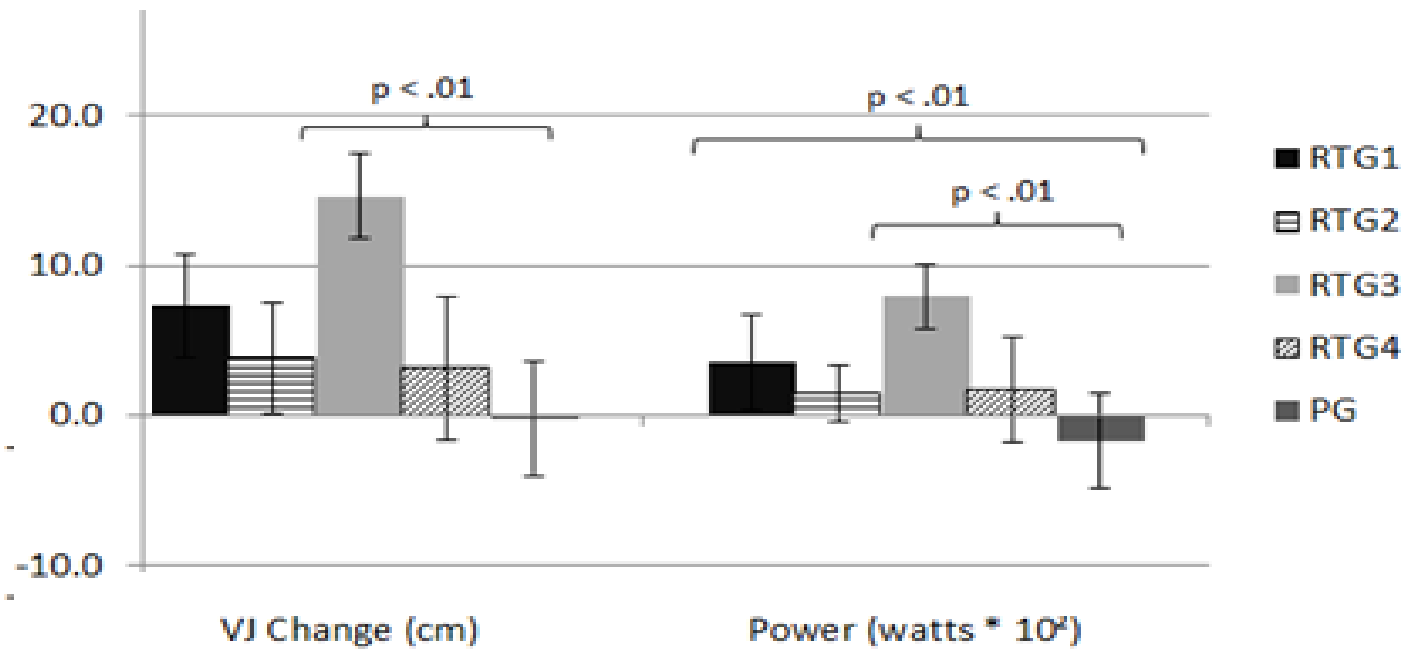 p < .01
p < .01
20.0
RTG1
p < .01
RTG2
10.0
RTG3
RTG4
0.0
PG
-
-10.0
-
VJ Change (cm)
Power (watts * 10²)